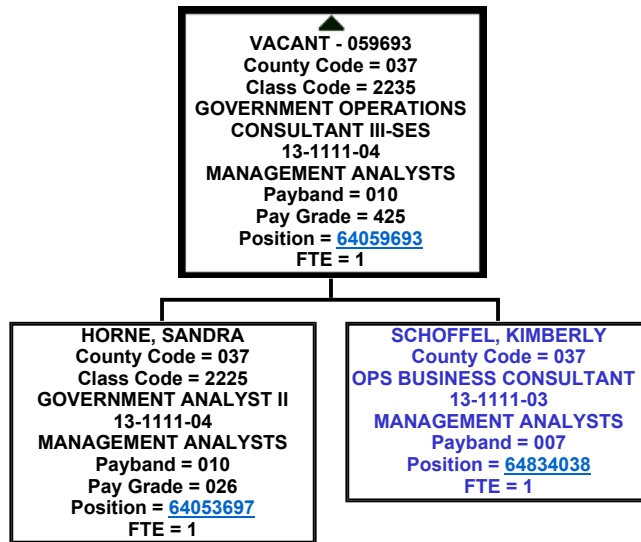 VACANT - 059693
County Code = 037
Class Code = 2235
GOVERNMENT OPERATIONS
CONSULTANT III-SES
13-1111-04
MANAGEMENT ANALYSTS
Payband = 010
Pay Grade = 425
Position = 64059693
FTE = 1
HORNE, SANDRA
County Code = 037
Class Code = 2225
GOVERNMENT ANALYST II
13-1111-04
MANAGEMENT ANALYSTS
Payband = 010
Pay Grade = 026
Position = 64053697
FTE = 1
SCHOFFEL, KIMBERLY
County Code = 037
OPS BUSINESS CONSULTANT
13-1111-03
MANAGEMENT ANALYSTS
Payband = 007
Position = 64834038
FTE = 1